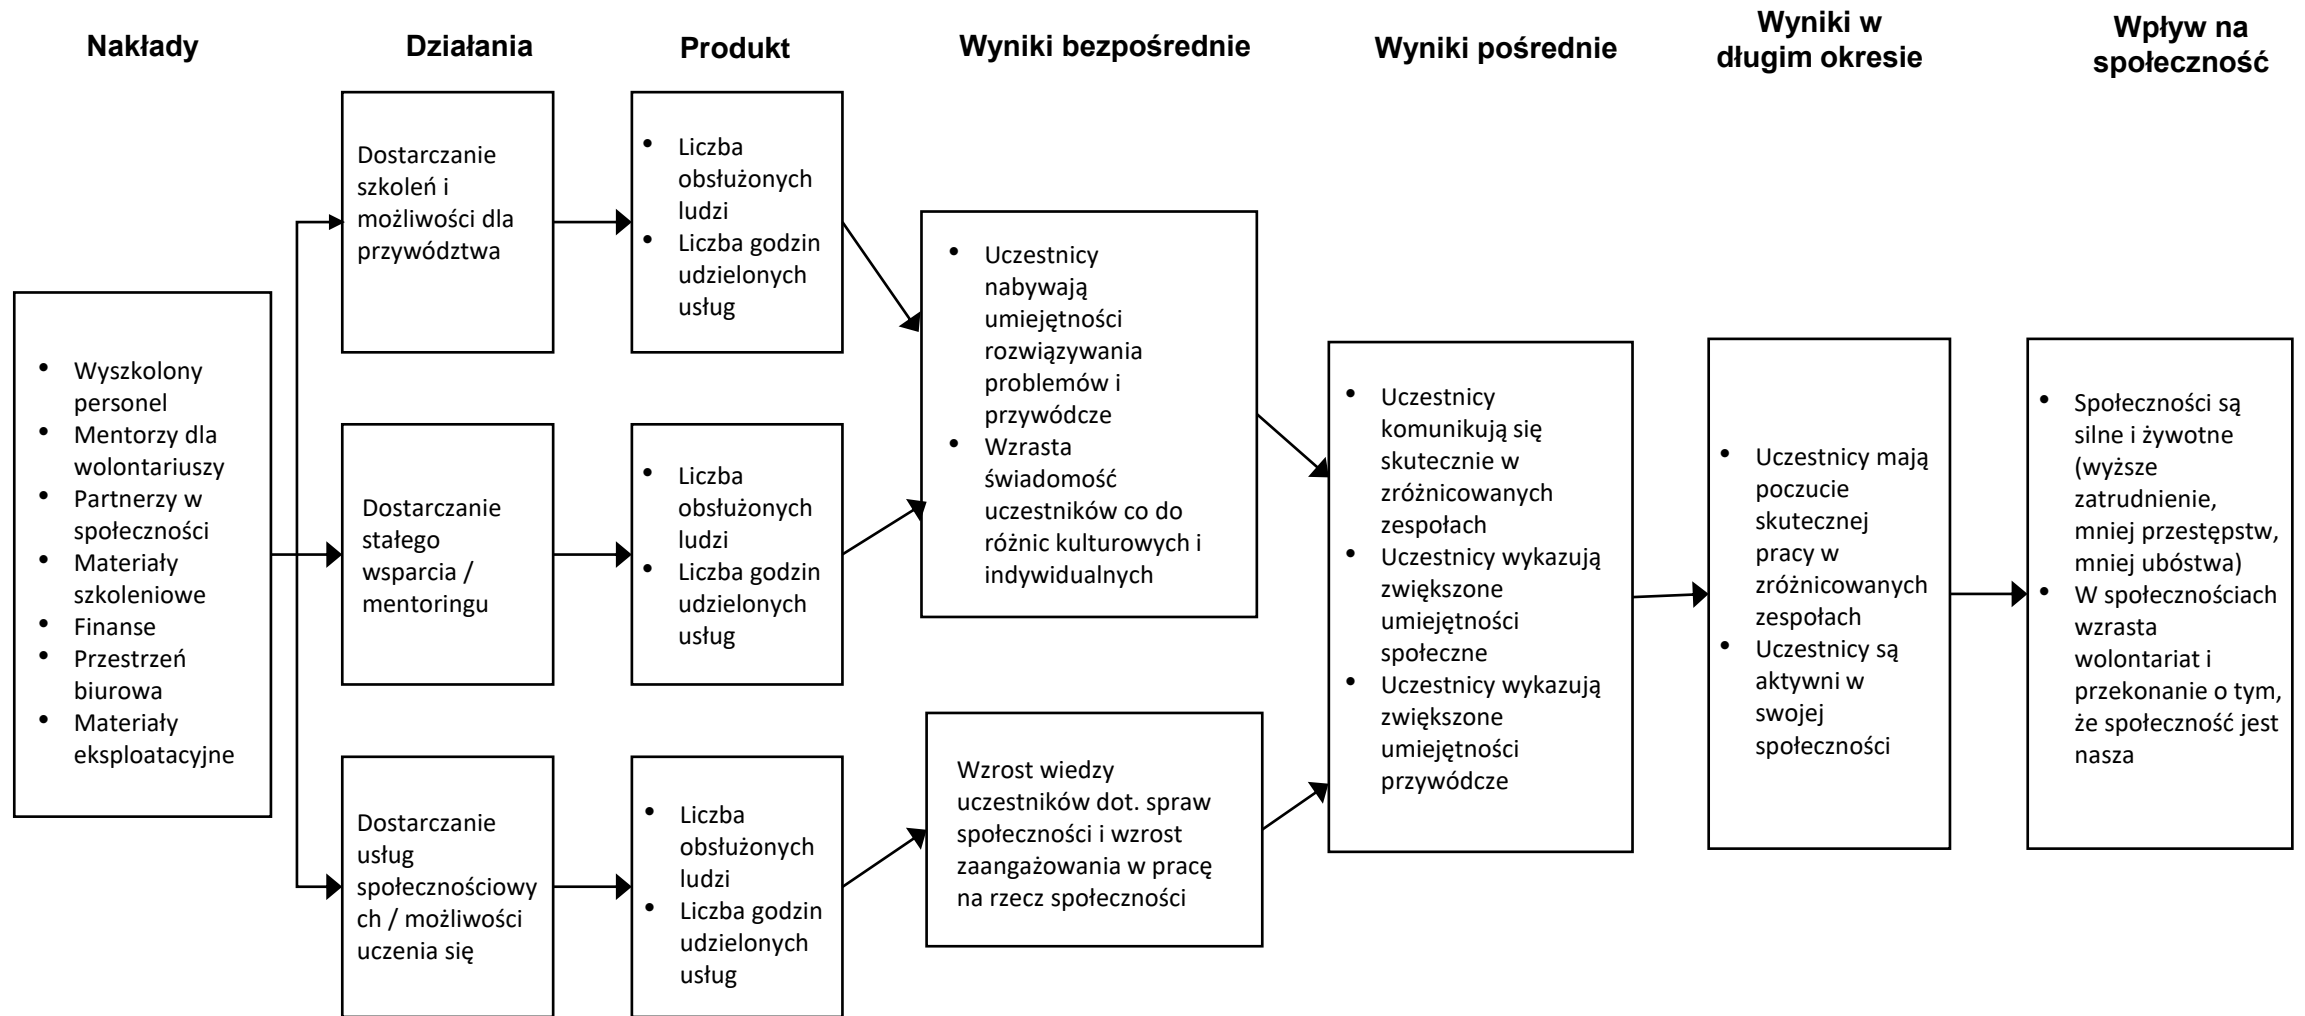 Nakłady
Działania
Produkt
Wyniki bezpośrednie
Wyniki pośrednie
Wyniki w
długim okresie
Wpływ na
społeczność
• Wyszkolony
personel
• Mentorzy dla
wolontariuszy
• Partnerzy w
społeczności
• Materiały
szkoleniowe
• Finanse
• Przestrzeń
biurowa
• Materiały
eksploatacyjne
Dostarczanie
szkoleń i
możliwości dla
przywództwa
Dostarczanie
stałego
wsparcia /
mentoringu
Dostarczanie
usług
społecznościowy
ch / możliwości
uczenia się
• Liczba
obsłużonych
ludzi
• Liczba godzin
udzielonych
usług
• Liczba
obsłużonych
ludzi
• Liczba godzin
udzielonych
usług
• Liczba
obsłużonych
ludzi
• Liczba godzin
udzielonych
usług
• Uczestnicy
nabywają
umiejętności
rozwiązywania
problemów i
przywódcze
• Wzrasta
świadomość
uczestników co do
różnic kulturowych i
indywidualnych
Wzrost wiedzy
uczestników dot. spraw
społeczności i wzrost
zaangażowania w pracę
na rzecz społeczności
• Uczestnicy
komunikują się
skutecznie w
zróżnicowanych
zespołach
• Uczestnicy wykazują
zwiększone
umiejętności
społeczne
• Uczestnicy wykazują
zwiększone
umiejętności
przywódcze
• Uczestnicy mają
poczucie
skutecznej
pracy w
zróżnicowanych
zespołach
• Uczestnicy są
aktywni w
swojej
społeczności
• Społeczności są
silne i żywotne
(wyższe
zatrudnienie,
mniej przestępstw,
mniej ubóstwa)
• W społecznościach
wzrasta
wolontariat i
przekonanie o tym,
że społeczność jest
nasza